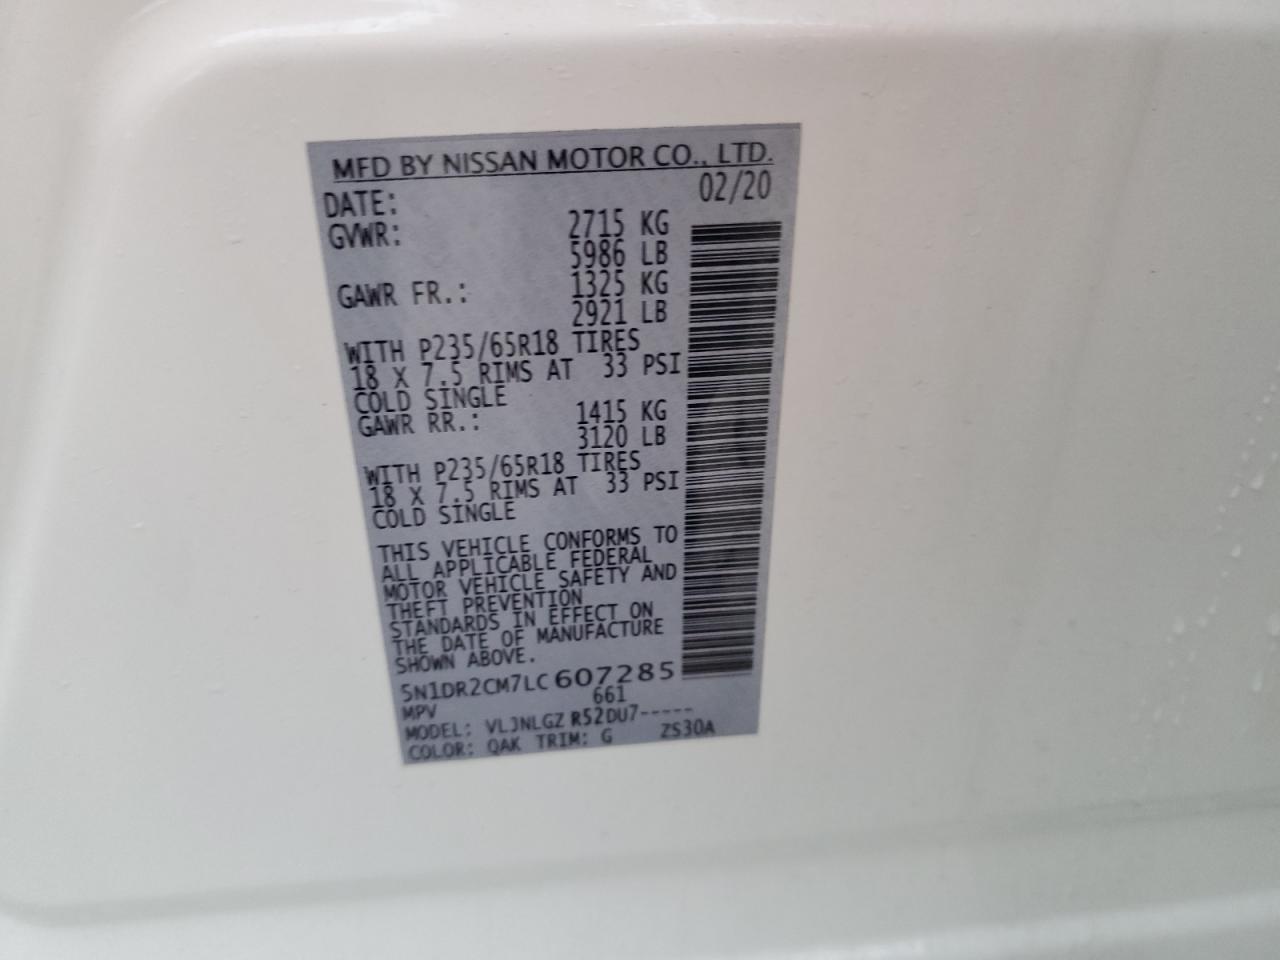 MFD BY NISSAN MOTOR CO., LTD.
DATE: 02/20
GVWR: 2715 KG
5986 LB
GAWR FR.: 1325 KG
2921 LB
WITH P235/65R18 TIRES
18 X 7.5 RIMS AT 33 PSI
COLD SINGLE
GAWR RR.: 1415 KG
3120 LB
WITH P235/65R18 TIRES
18 X 7.5 RIMS AT 33 PSI
COLD SINGLE
THIS VEHICLE CONFORMS TO
ALL APPLICABLE FEDERAL
MOTOR VEHICLE SAFETY AND
THEFT PREVENTION
STANDARDS IN EFFECT ON
THE DATE OF MANUFACTURE
SHOWN ABOVE.
5N1DR2CM7LC607285
MPV 661
MODEL: VLJNLGZ R52DU7-----
COLOR: QAK TRIM: G ZS30A